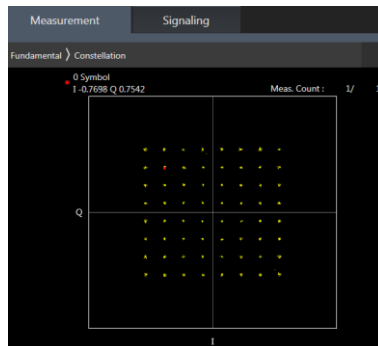 Measurement Signaling
Fundamental 〉 Constellation
0 Symbol
I -0.7698 Q 0.7542 Meas. Count : 1/
Q
I